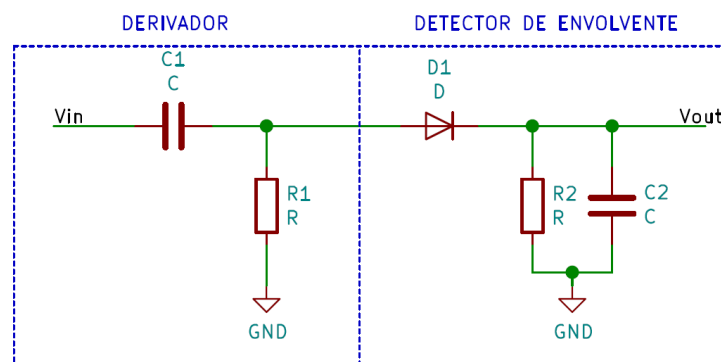 DERIVADOR
DETECTOR DE ENVOLVENTE
C1
C
D1
D
Vin
Vout
R1
R
R2
R
C2
C
GND
GND